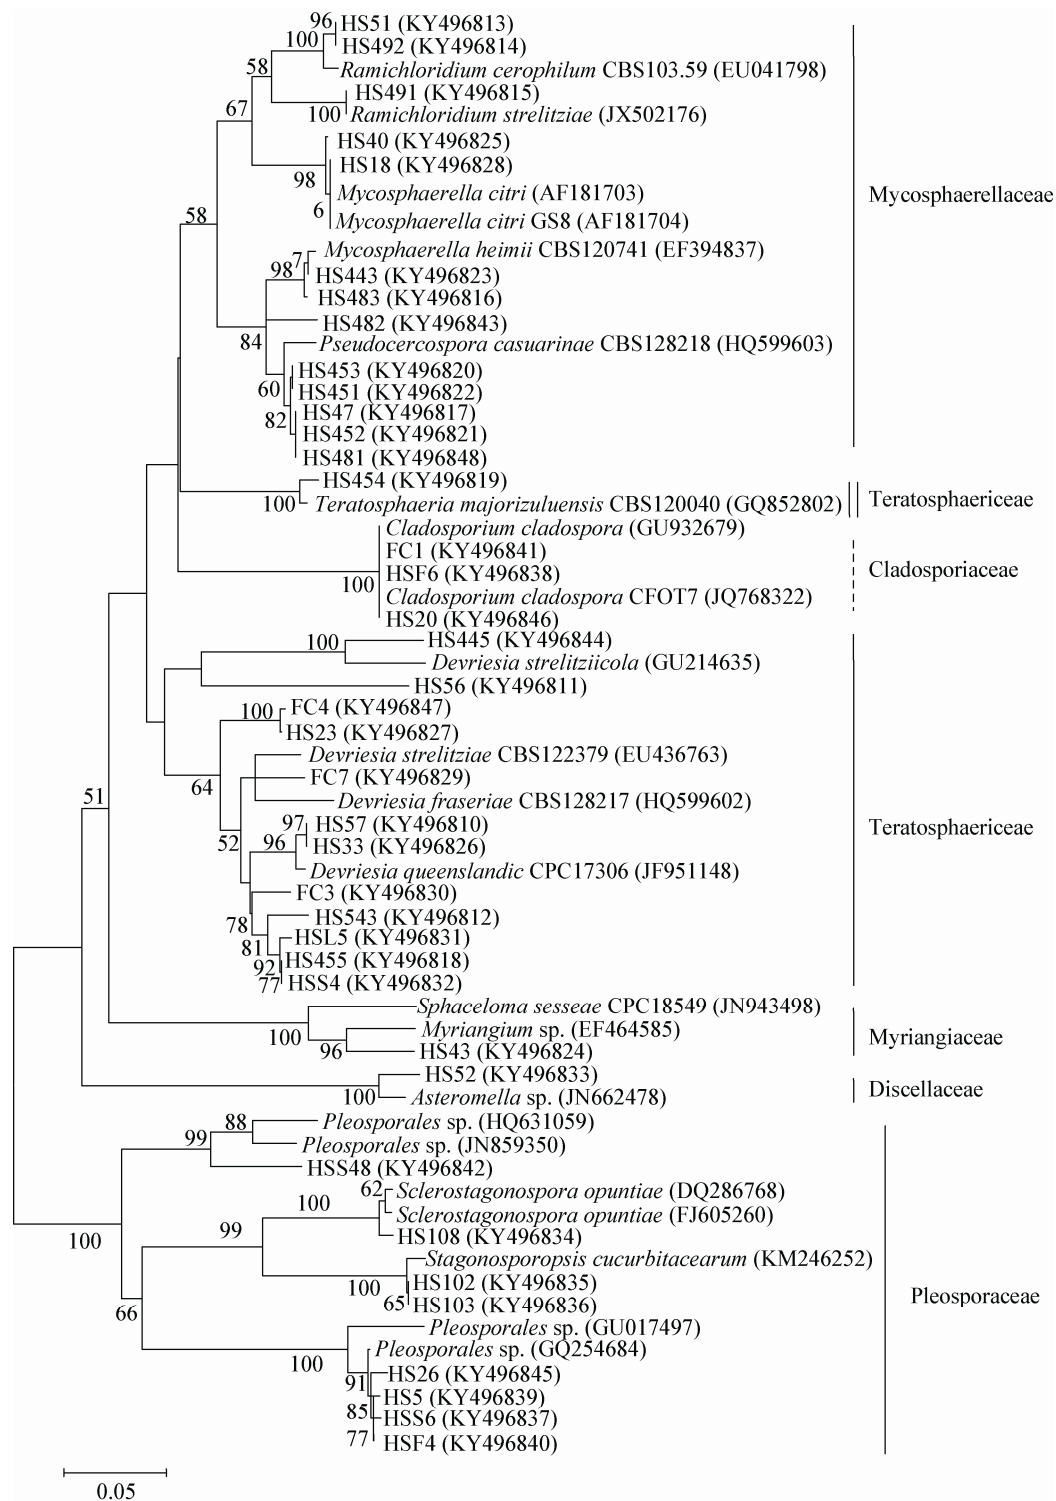 96 HS51 (KY496813)
100 HS492 (KY496814)
58 Ramichloridium cerophilum CBS103.59 (EU041798)
HS491 (KY496815)
67 100 Ramichloridium strelitziae (JX502176)
HS40 (KY496825)
HS18 (KY496828)
98
Mycosphaerella citri (AF181703)
Mycosphaerellaceae
6 Mycosphaerella citri GS8 (AF181704)
58
Mycosphaerella heimii CBS120741 (EF394837)
98 7 HS443 (KY496823)
HS483 (KY496816)
HS482 (KY496843)
84 Pseudocercospora casuarinae CBS128218 (HQ599603)
HS453 (KY496820)
60 HS451 (KY496822)
82 HS47 (KY496817)
HS452 (KY496821)
HS481 (KY496848)
HS454 (KY496819)
100 Teratosphaeria majorizuluensis CBS120040 (GQ852802) Teratosphaericeae
Cladosporium cladospora (GU932679)
FC1 (KY496841)
HSF6 (KY496838) Cladosporiaceae
100
Cladosporium cladospora CFOT7 (JQ768322)
HS20 (KY496846)
100 HS445 (KY496844)
Devriesia strelitziicola (GU214635)
HS56 (KY496811)
100 FC4 (KY496847)
HS23 (KY496827)
Devriesia strelitziae CBS122379 (EU436763)
64 FC7 (KY496829)
51 Devriesia fraseriae CBS128217 (HQ599602)
97 HS57 (KY496810) Teratosphaericeae
52 96 HS33 (KY496826)
Devriesia queenslandic CPC17306 (JF951148)
FC3 (KY496830)
78 HS543 (KY496812)
81 HSL5 (KY496831)
92 HS455 (KY496818)
77 HSS4 (KY496832)
Sphaceloma sesseae CPC18549 (JN943498)
100 Myriangium sp. (EF464585) Myriangiaceae
96 HS43 (KY496824)
HS52 (KY496833)
100 Asteromella sp. (JN662478) Discellaceae
88 Pleosporales sp. (HQ631059)
99 Pleosporales sp. (JN859350)
HSS48 (KY496842)
62 Sclerostagonospora opuntiae (DQ286768)
100 Sclerostagonospora opuntiae (FJ605260)
100 99 HS108 (KY496834)
Stagonosporopsis cucurbitacearum (KM246252)
100 HS102 (KY496835)
66 65 HS103 (KY496836) Pleosporaceae
Pleosporales sp. (GU017497)
100 Pleosporales sp. (GQ254684)
91 HS26 (KY496845)
HS5 (KY496839)
85 HSS6 (KY496837)
77 HSF4 (KY496840)
0.05